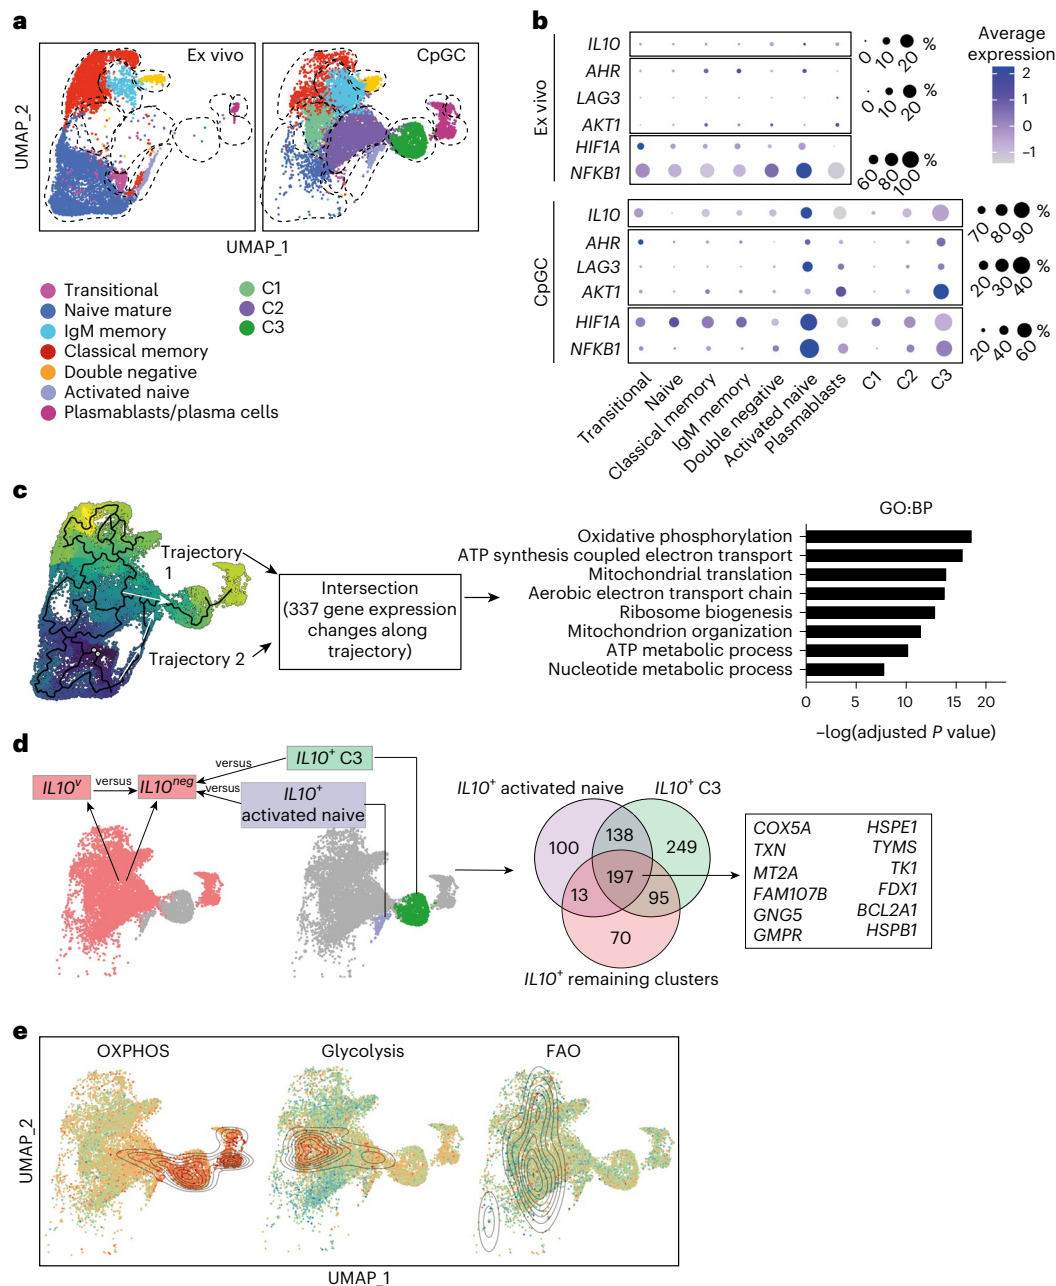 a
Ex vivo
CpGC
UMAP_2
UMAP_1
Transitional
Naive mature
IgM memory
Classical memory
Double negative
Activated naive
Plasmablasts/plasma cells
C1
C2
C3
b
Ex vivo
IL10
AHR
LAG3
AKT1
HIF1A
NFKB1
0 10 20 %
0 10 20 %
60 80 100 %
Average
expression
2
1
0
−1
CpGC
IL10
AHR
LAG3
AKT1
HIF1A
NFKB1
70 80 90 %
20 30 40 %
20 40 60 %
Transitional
Naive
Classical memory
IgM memory
Double negative
Activated naive
Plasmablasts
C1
C2
C3
c
Trajectory
1
Trajectory 2
Intersection
(337 gene expression
changes along
trajectory)
GO:BP
Oxidative phosphorylation
ATP synthesis coupled electron transport
Mitochondrial translation
Aerobic electron transport chain
Ribosome biogenesis
Mitochondrion organization
ATP metabolic process
Nucleotide metabolic process
0 5 10 15 20
−log(adjusted P value)
d
IL10⁺ C3
versus
IL10ᵛ
versus
IL10ⁿᵉᵍ
versus
IL10⁺
activated naive
IL10⁺ activated naive
IL10⁺ C3
100
138
249
197
13
95
70
IL10⁺ remaining clusters
COX5A
TXN
MT2A
FAM107B
GNG5
GMPR
HSPE1
TYMS
TK1
FDX1
BCL2A1
HSPB1
e
OXPHOS
Glycolysis
FAO
UMAP_2
UMAP_1